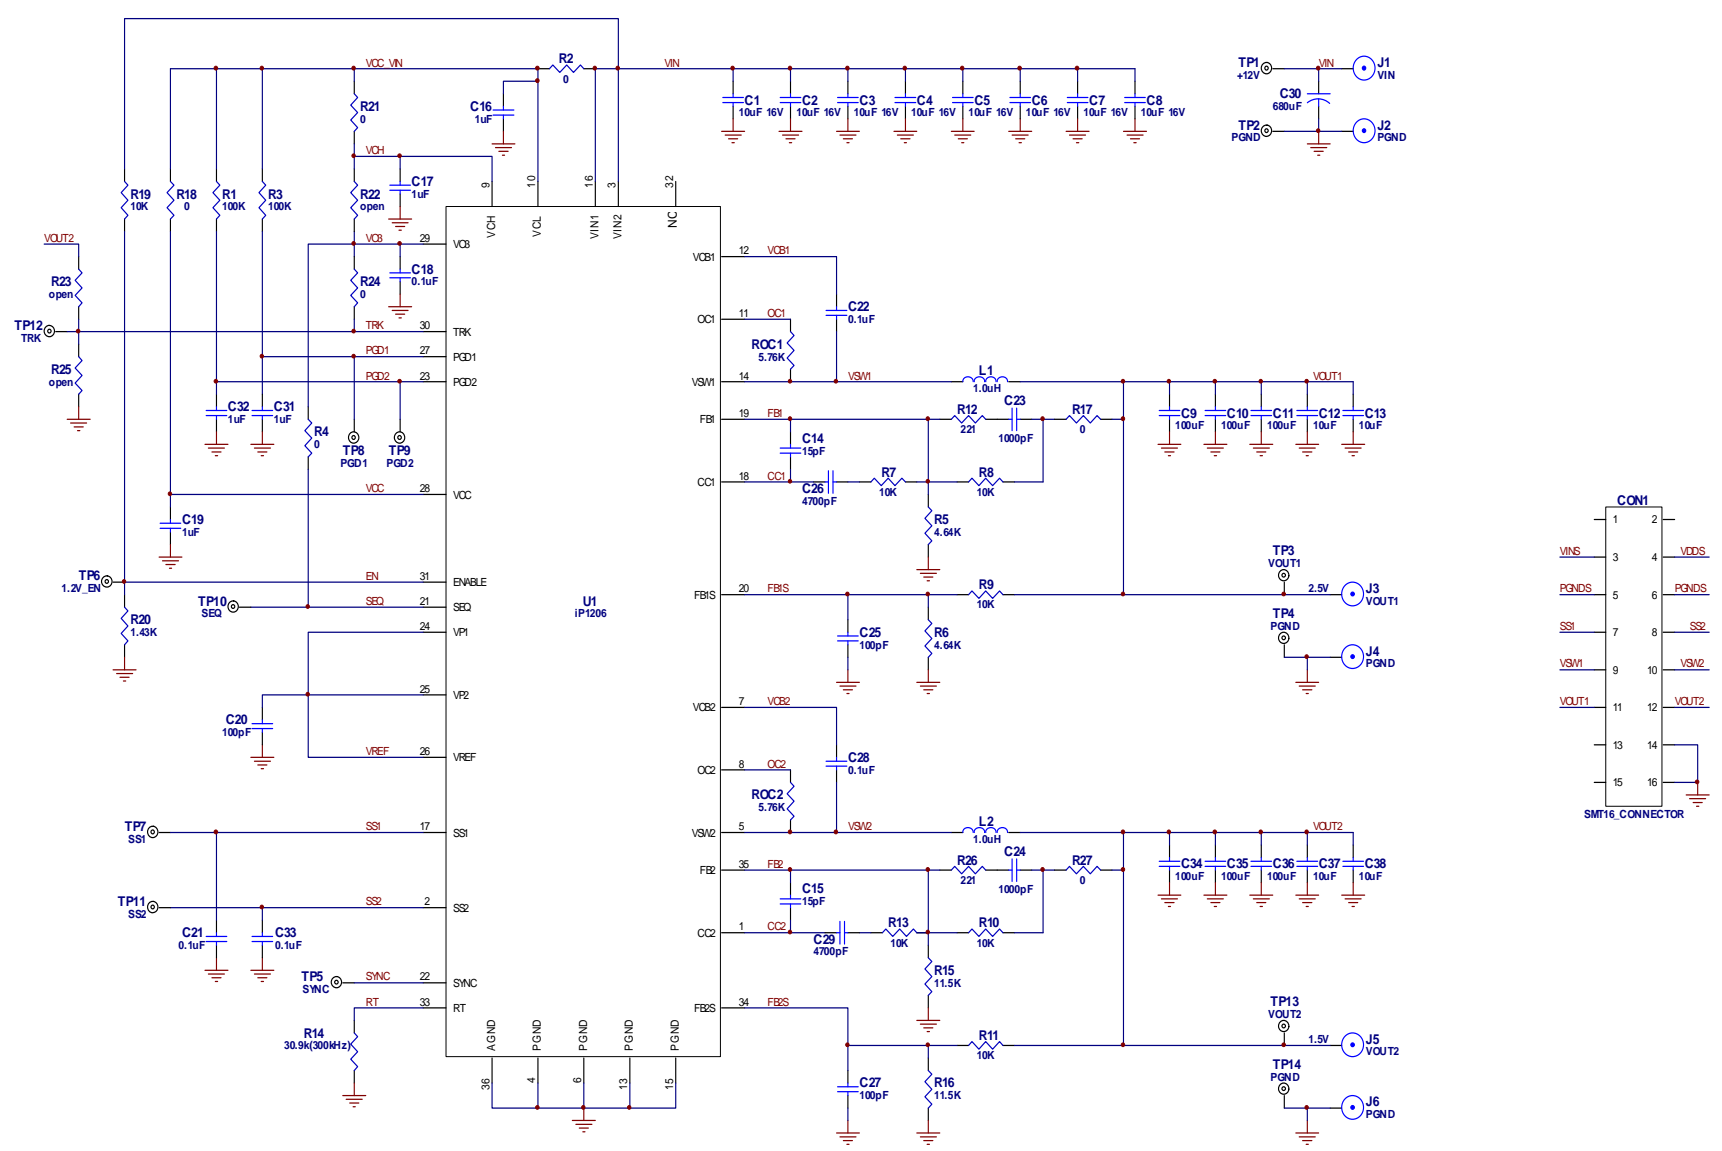 VCC_VIN
R2
0
VIN
C16
1uF
C1
10uF 16V
C2
10uF 16V
C3
10uF 16V
C4
10uF 16V
C5
10uF 16V
C6
10uF 16V
C7
10uF 16V
C8
10uF 16V
TP1
+12V
VIN
J1
VIN
C30
680uF
TP2
PGND
J2
PGND
R21
0
VCH
C17
1uF
R19
10K
R18
0
R1
100K
R3
100K
R22
open
9
VCH
10
VCL
16
VIN1
3
VIN2
32
NC
VOUT2
R23
open
VO3
29
VO3
C18
0.1uF
R24
0
TP12
TRK
TRK
30
TRK
R25
open
PGD1
27
PGD1
PGD2
23
PGD2
C32
1uF
C31
1uF
TP8
PGD1
TP9
PGD2
R4
0
VCC
28
VCC
C19
1uF
TP6
1.2V_EN
EN
31
ENABLE
TP10
SEQ
SEQ
21
SEQ
R20
1.43K
24
VP1
25
VP2
C20
100pF
VREF
26
VREF
TP7
SS1
SS1
17
SS1
TP11
SS2
SS2
2
SS2
C21
0.1uF
C33
0.1uF
TP5
SYNC
SYNC
22
SYNC
RT
33
RT
R14
30.9k(300kHz)
U1
iP1206
AGND
36
PGND
4
PGND
6
PGND
13
PGND
15
VCB1
12
VCB1
C22
0.1uF
OC1
11
OC1
ROC1
5.76K
VSW1
14
VSW1
L1
1.0uH
VOUT1
FB1
19
FB1
R12
221
C23
1000pF
R17
0
C9
100uF
C10
100uF
C11
100uF
C12
10uF
C13
10uF
C14
15pF
CC1
18
CC1
C26
4700pF
R7
10K
R8
10K
R5
4.64K
FB1S
20
FB1S
R9
10K
C25
100pF
R6
4.64K
TP3
VOUT1
2.5V
J3
VOUT1
TP4
PGND
J4
PGND
VCB2
7
VCB2
C28
0.1uF
OC2
8
OC2
ROC2
5.76K
VSW2
5
VSW2
L2
1.0uH
VOUT2
FB2
35
FB2
R26
221
C24
1000pF
R27
0
C34
100uF
C35
100uF
C36
100uF
C37
10uF
C38
10uF
C15
15pF
CC2
1
CC2
C29
4700pF
R13
10K
R10
10K
R15
11.5K
FB2S
34
FB2S
R11
10K
C27
100pF
R16
11.5K
TP13
VOUT2
1.5V
J5
VOUT2
TP14
PGND
J6
PGND
CON1
1 2
VINS 3 4 VDDS
PGNDS 5 6 PGNDS
SS1 7 8 SS2
VSW1 9 10 VSW2
VOUT1 11 12 VOUT2
13 14
15 16
SMT16_CONNECTOR